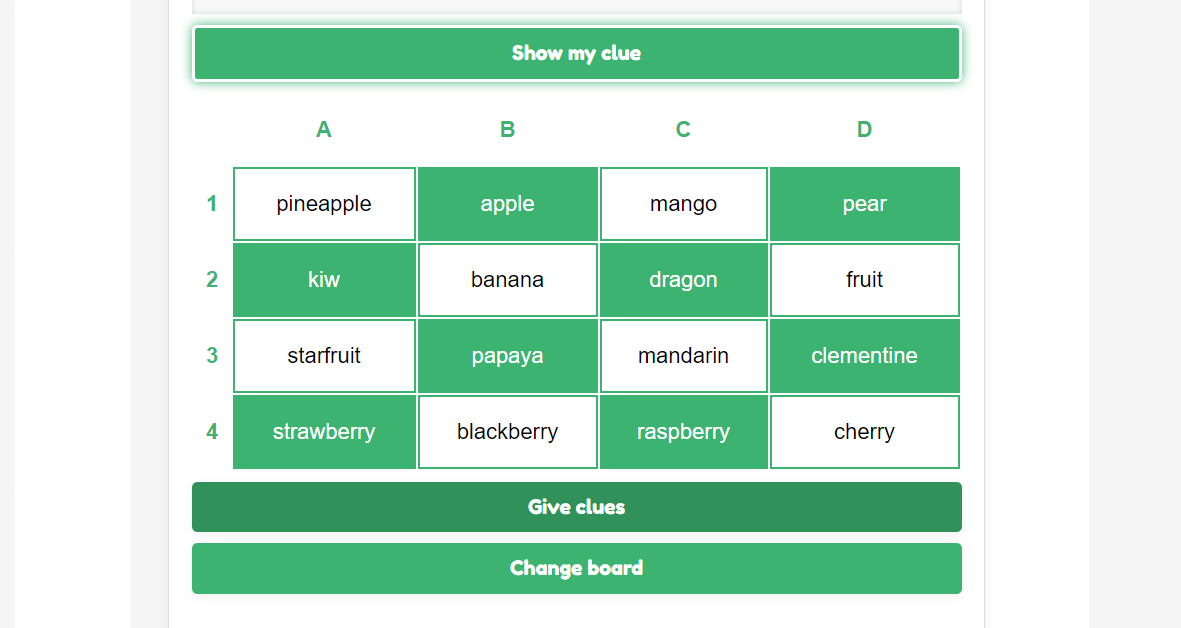 Show my clue
A B C D
1 pineapple apple mango pear
2 kiw banana dragon fruit
3 starfruit papaya mandarin clementine
4 strawberry blackberry raspberry cherry
Give clues
Change board